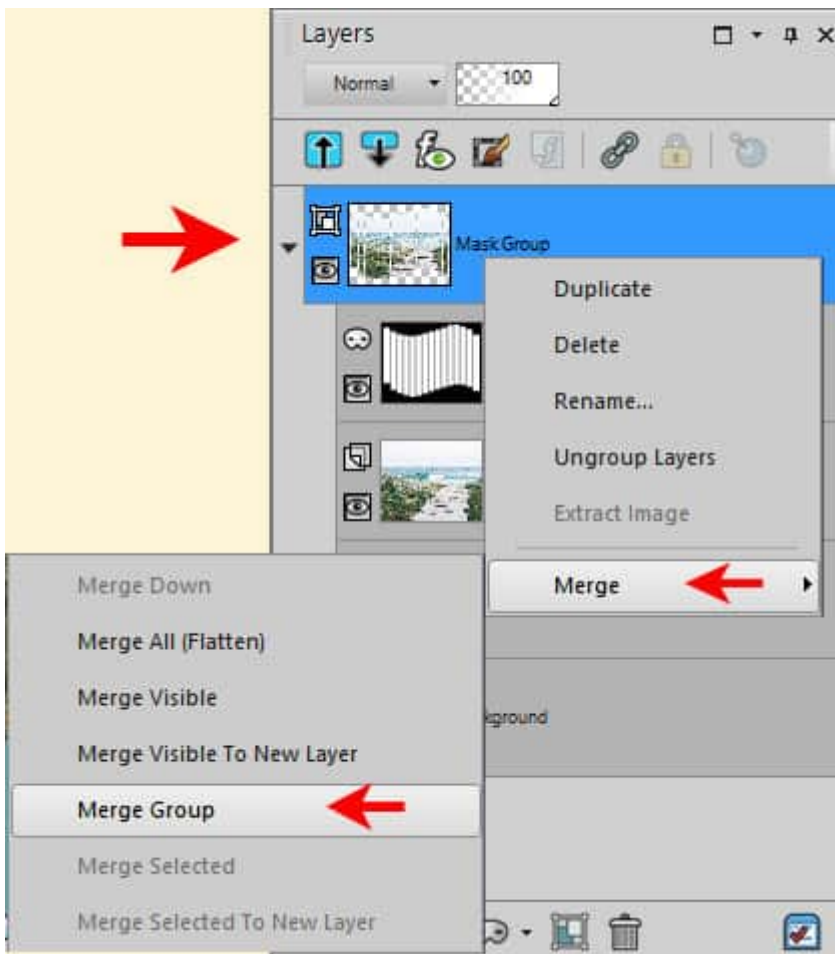 Layers
Normal 100
Mask Group
Duplicate
Delete
Rename...
Ungroup Layers
Extract Image
Merge
Merge Down
Merge All (Flatten)
Merge Visible
Merge Visible To New Layer
Merge Group
Merge Selected
Merge Selected To New Layer
kground